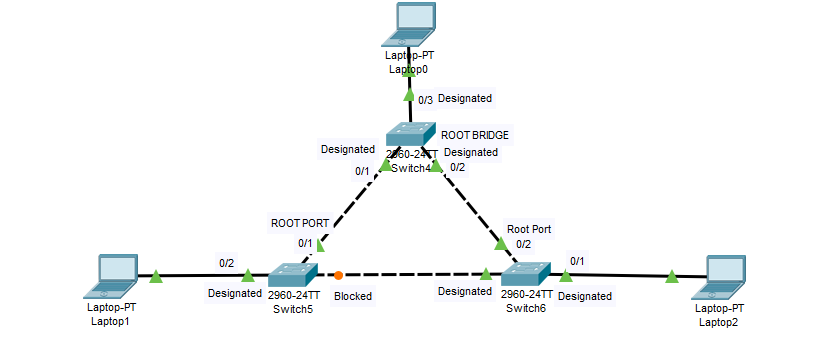 Laptop-PT
Laptop0
0/3 Designated
ROOT BRIDGE
Designated
2960-24TT
Designated
Switch4
0/1
0/2
ROOT PORT
Root Port
0/1
0/2
0/2
0/1
Designated
2960-24TT
Blocked
Designated
2960-24TT
Designated
Switch5
Switch6
Laptop-PT
Laptop1
Laptop-PT
Laptop2